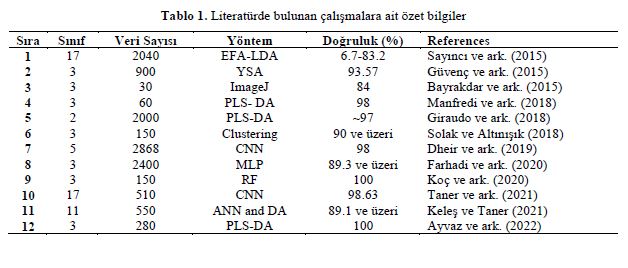 Tablo 1. Literatürde bulunan çalışmalara ait özet bilgiler
Sıra Sınıf Veri Sayısı Yöntem Doğruluk (%) References
1 17 2040 EFA-LDA 6.7-83.2 Sayıncı ve ark. (2015)
2 3 900 YSA 93.57 Güvenç ve ark. (2015)
3 3 30 ImageJ 84 Bayrakdar ve ark. (2015)
4 3 60 PLS- DA 98 Manfredi ve ark. (2018)
5 2 2000 PLS-DA ~97 Giraudo ve ark. (2018)
6 3 150 Clustering 90 ve üzeri Solak ve Altınışık (2018)
7 5 2868 CNN 98 Dheir ve ark. (2019)
8 3 2400 MLP 89.3 ve üzeri Farhadi ve ark. (2020)
9 3 150 RF 100 Koç ve ark. (2020)
10 17 510 CNN 98.63 Taner ve ark. (2021)
11 11 550 ANN and DA 89.1 ve üzeri Keleş ve Taner (2021)
12 3 280 PLS-DA 100 Ayvaz ve ark. (2022)